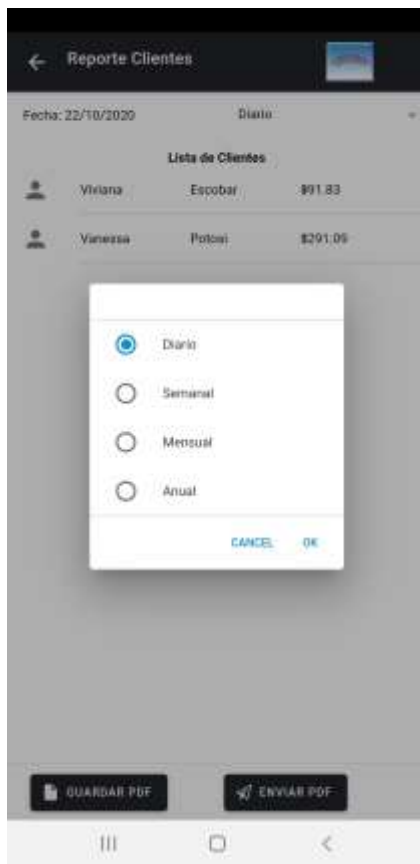 Reporte Clientes
Fecha: 22/10/2020 Diario
Lista de Clientes
Viviana Escobar $91.83
Vanessa Potosi $291.09
Diario
Semanal
Mensual
Anual
CANCEL OK
GUARDAR PDF ENVIAR PDF